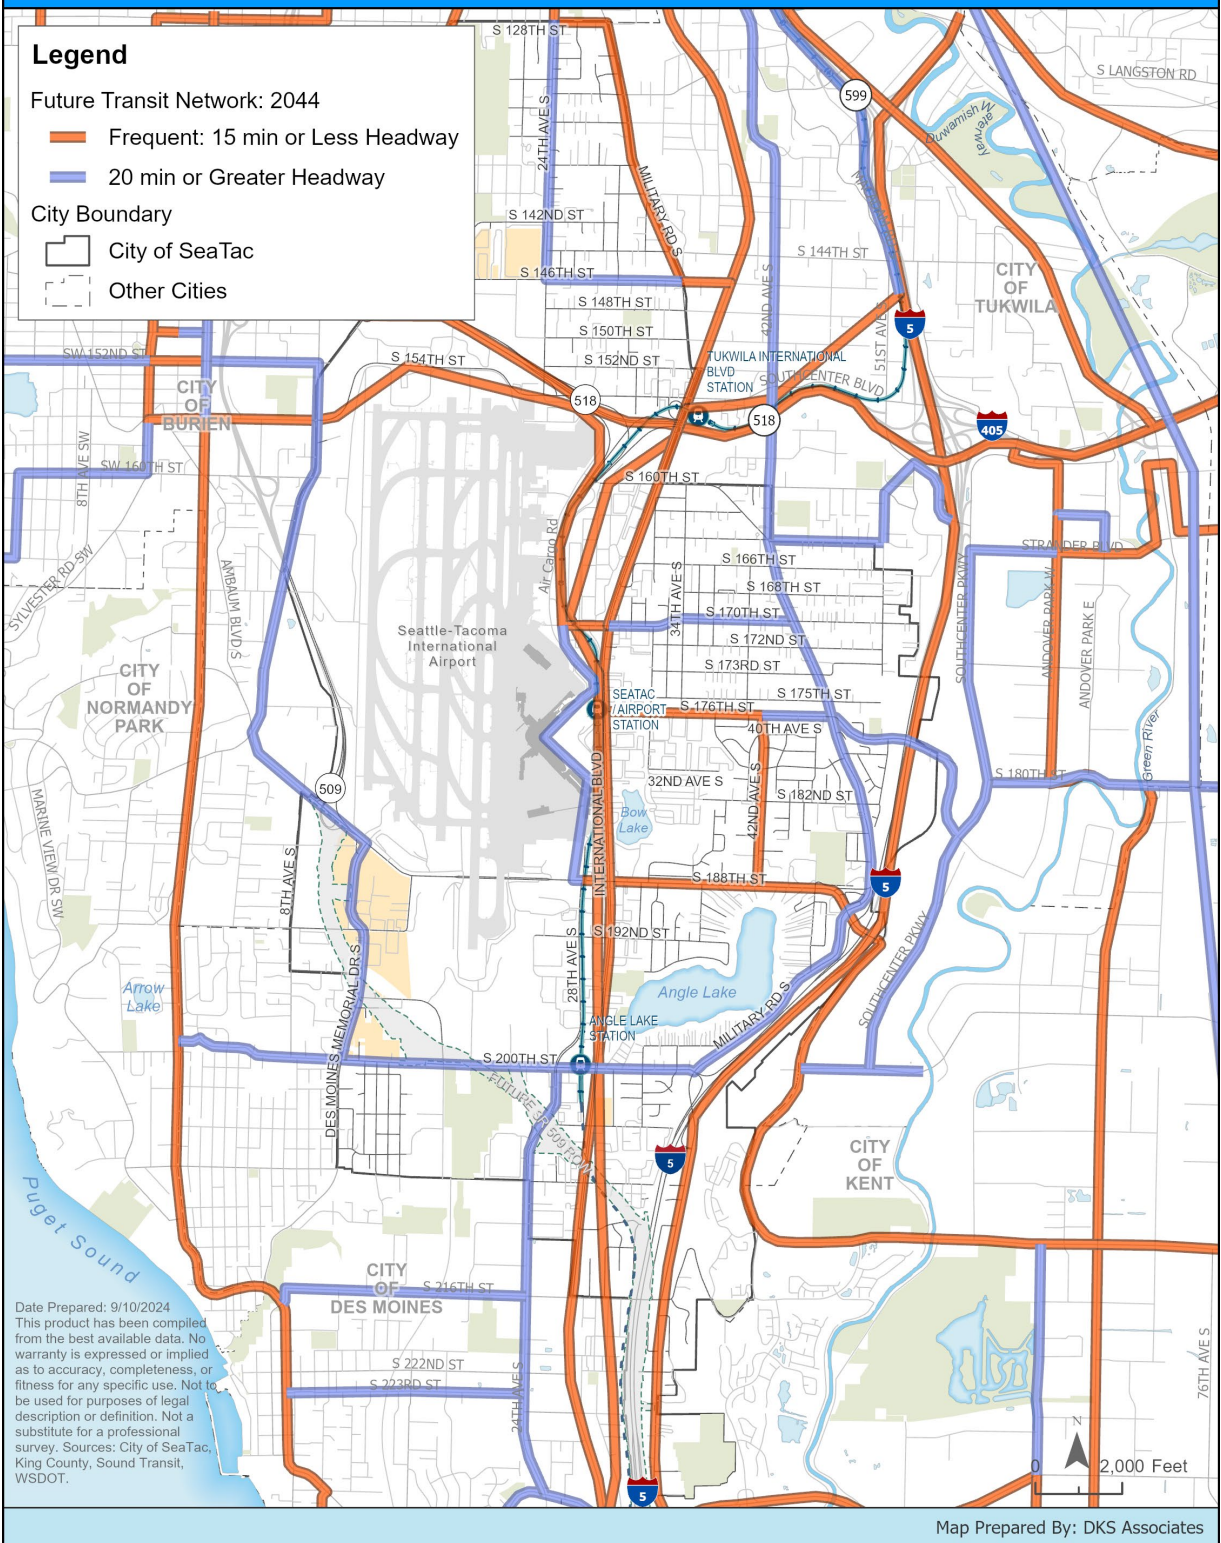 Legend
Future Transit Network: 2044
Frequent: 15 min or Less Headway
20 min or Greater Headway
City Boundary
City of SeaTac
Other Cities
S 128TH ST
24TH AVE S
MILITARY RD S
599
S LANGSTON RD
Duwamish Waterway
S 142ND ST
S 144TH ST
CITY
OF
TUKWILA
S 146TH ST
S 148TH ST
42ND AVE S
51ST AVE S
5
S 150TH ST
SW 152ND ST
S 154TH ST
S 152ND ST
TUKWILA INTERNATIONAL
BLVD
STATION
SOUTHCENTER BLVD
CITY
OF
BURIEN
518
518
405
8TH AVE SW
SW 160TH ST
S 160TH ST
Air Cargo Rd
STRANDER BLVD
SYLVESTER RD SW
AMBAUM BLVD S
S 166TH ST
34TH AVE S
S 168TH ST
SOUTHCENTER PKWY
ANDOVER PARK W
ANDOVER PARK E
S 170TH ST
Seattle-Tacoma
International
Airport
S 172ND ST
S 173RD ST
CITY
OF
NORMANDY
PARK
SEATAC
/AIRPORT
STATION
S 175TH ST
S 176TH ST
40TH AVE S
Green River
INTERNATIONAL BLVD
32ND AVE S
42ND AVE S
S 182ND ST
S 180TH ST
MARINE VIEW DR SW
509
Bow
Lake
8TH AVE S
S 188TH ST
5
28TH AVE S
S 192ND ST
SOUTHCENTER PKWY
Arrow
Lake
DES MOINES MEMORIAL DR S
Angle Lake
MILITARY RD S
ANGLE LAKE
STATION
S 200TH ST
FUTURE SR 509 ROW
5
CITY
OF
KENT
Puget Sound
CITY
OF
DES MOINES
S 216TH ST
S 222ND ST
S 223RD ST
24TH AVE S
76TH AVE S
Date Prepared: 9/10/2024
This product has been compiled
from the best available data. No
warranty is expressed or implied
as to accuracy, completeness, or
fitness for any specific use. Not to
be used for purposes of legal
description or definition. Not a
substitute for a professional
survey. Sources: City of SeaTac,
King County, Sound Transit,
WSDOT.
N
0 2,000 Feet
5
Map Prepared By: DKS Associates